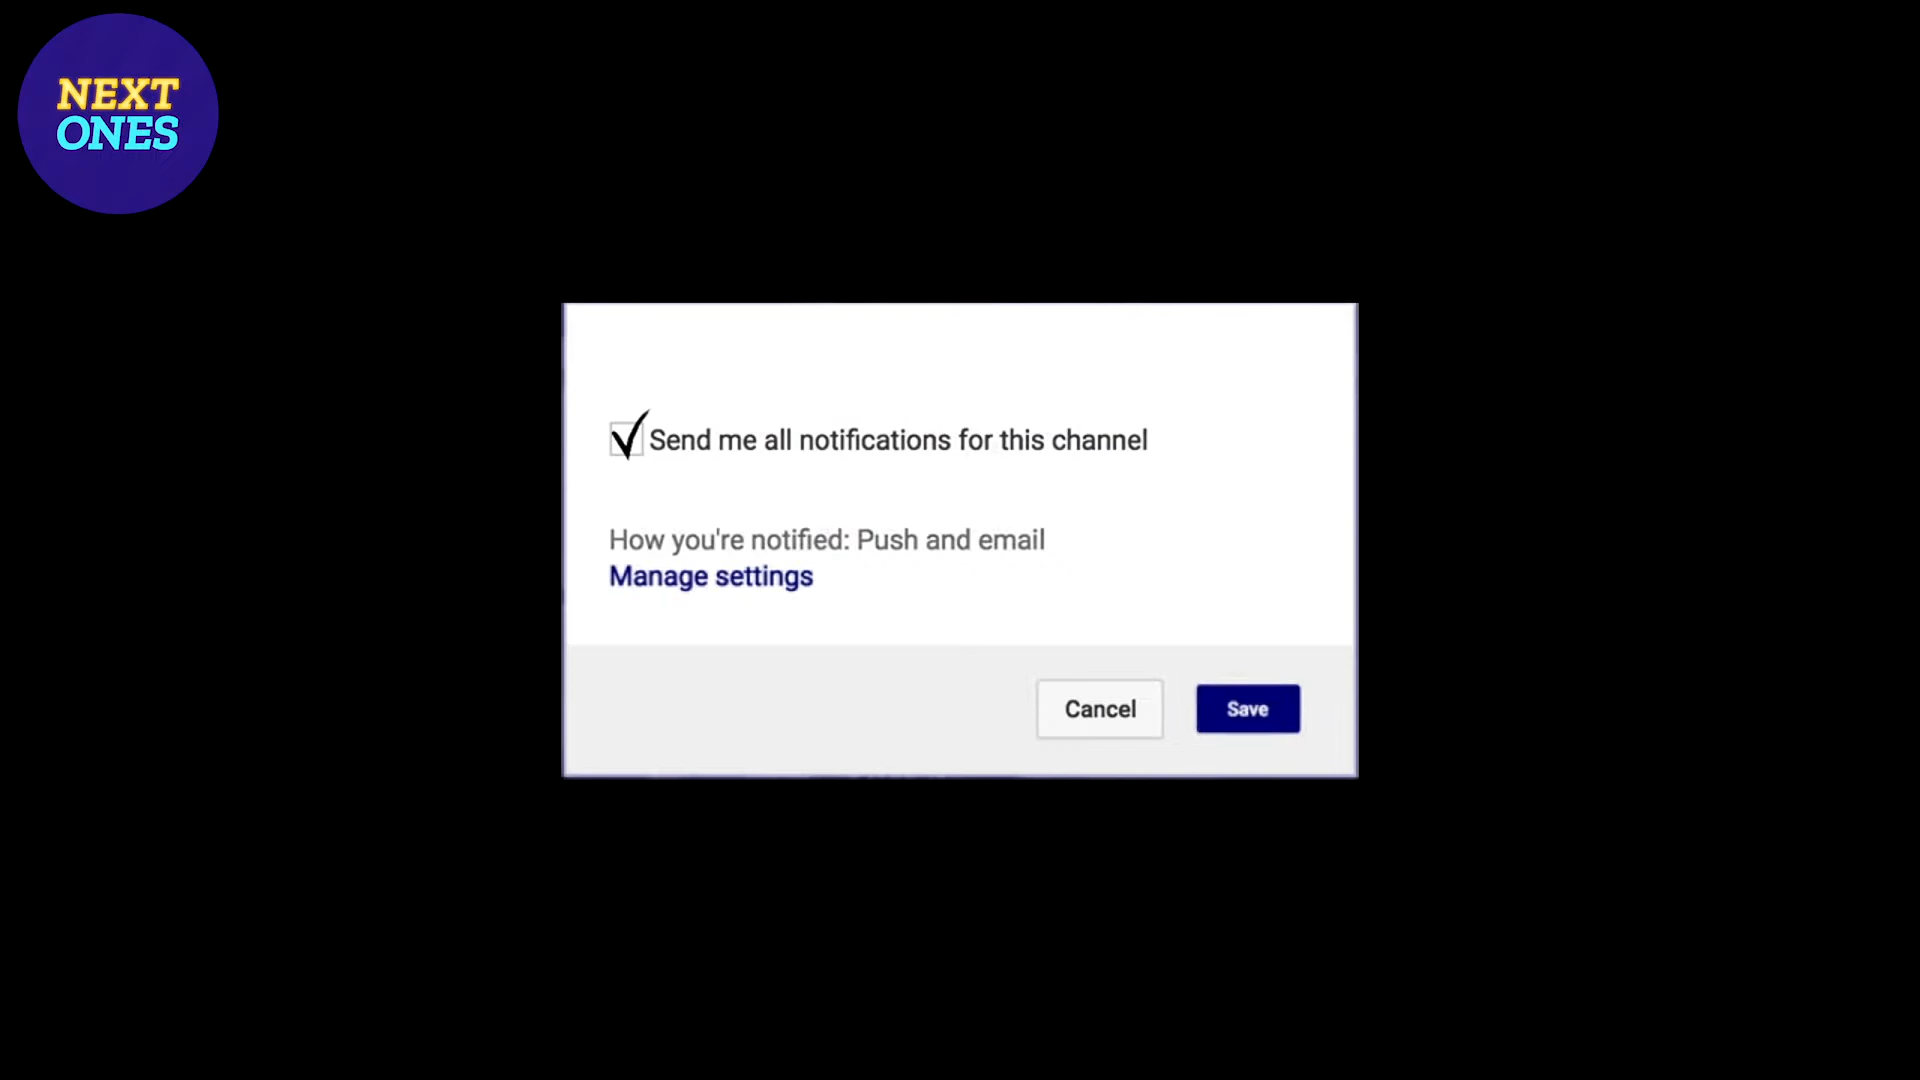 NEXT
ONES
Send me all notifications for this channel
How you're notified: Push and email
Manage settings
Cancel
Save